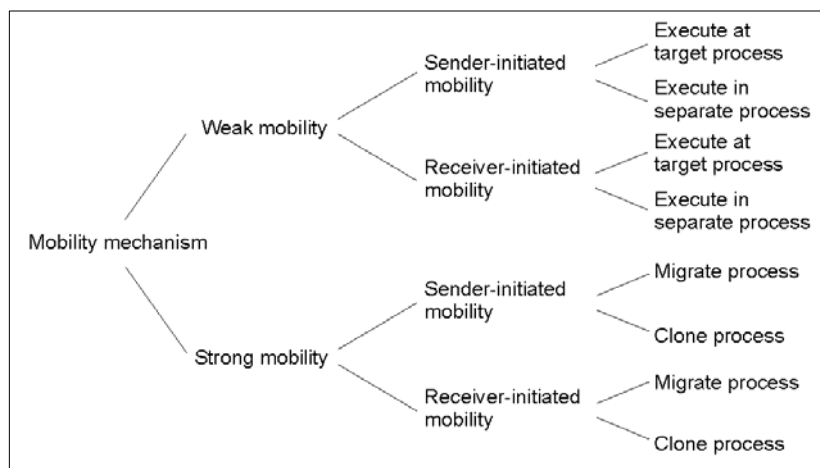 Execute at
target process
Sender-initiated
mobility
Execute in
separate process
Weak mobility
Execute at
target process
Receiver-initiated
mobility
Execute in
separate process
Mobility mechanism
Migrate process
Sender-initiated
mobility
Clone process
Strong mobility
Migrate process
Receiver-initiated
mobility
Clone process